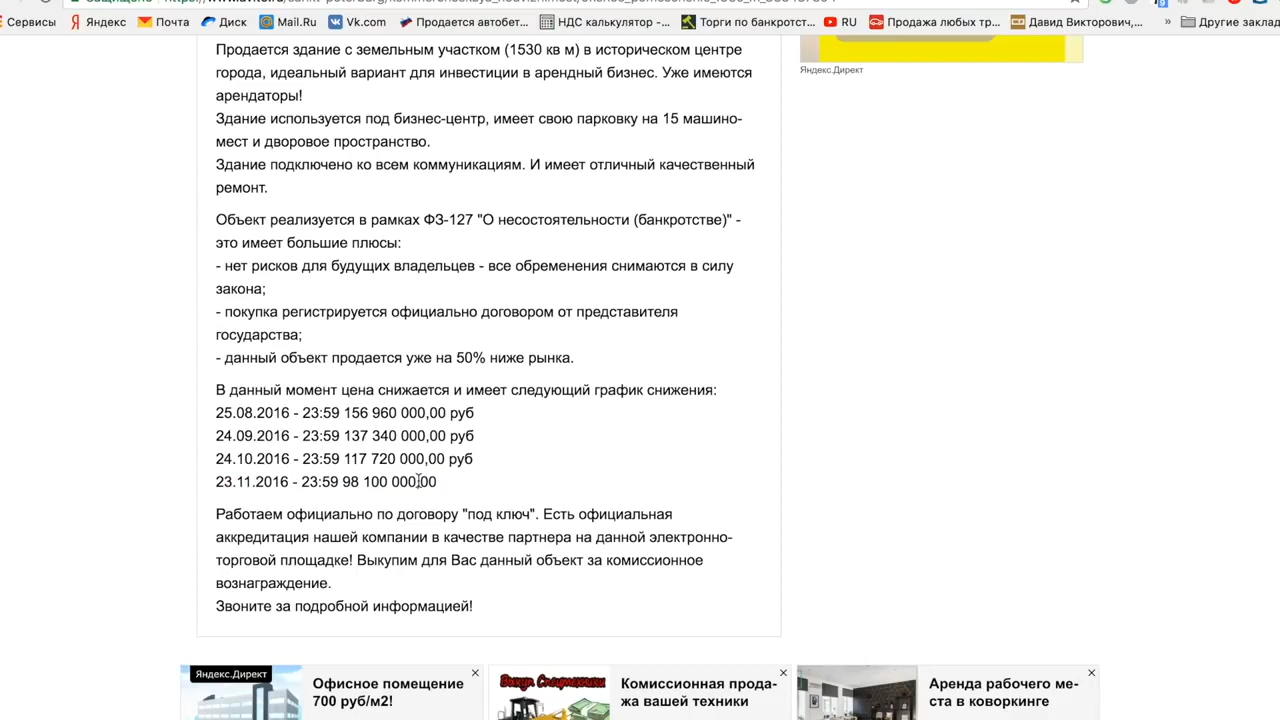 Сервисы
Яндекс
Почта
Диск
Mail.Ru
Vk.com
Продается автобет...
НДС калькулятор -...
Торги по банкротст...
RU
Продажа любых тр...
Давид Викторович,...
»
Другие заклад
Яндекс.Директ
Продается здание с земельным участком (1530 кв м) в историческом центре
города, идеальный вариант для инвестиции в арендный бизнес. Уже имеются
арендаторы!
Здание используется под бизнес-центр, имеет свою парковку на 15 машино-
мест и дворовое пространство.
Здание подключено ко всем коммуникациям. И имеет отличный качественный
ремонт.
Объект реализуется в рамках ФЗ-127 "О несостоятельности (банкротстве)" -
это имеет большие плюсы:
- нет рисков для будущих владельцев - все обременения снимаются в силу
закона;
- покупка регистрируется официально договором от представителя
государства;
- данный объект продается уже на 50% ниже рынка.
В данный момент цена снижается и имеет следующий график снижения:
25.08.2016 - 23:59 156 960 000,00 руб
24.09.2016 - 23:59 137 340 000,00 руб
24.10.2016 - 23:59 117 720 000,00 руб
23.11.2016 - 23:59 98 100 000,00
Работаем официально по договору "под ключ". Есть официальная
аккредитация нашей компании в качестве партнера на данной электронно-
торговой площадке! Выкупим для Вас данный объект за комиссионное
вознаграждение.
Звоните за подробной информацией!
Яндекс.Директ
Офисное помещение
700 руб/м2!
Выкуп Спецтехники
Комиссионная прода-
жа вашей техники
Аренда рабочего ме-
ста в коворкинге